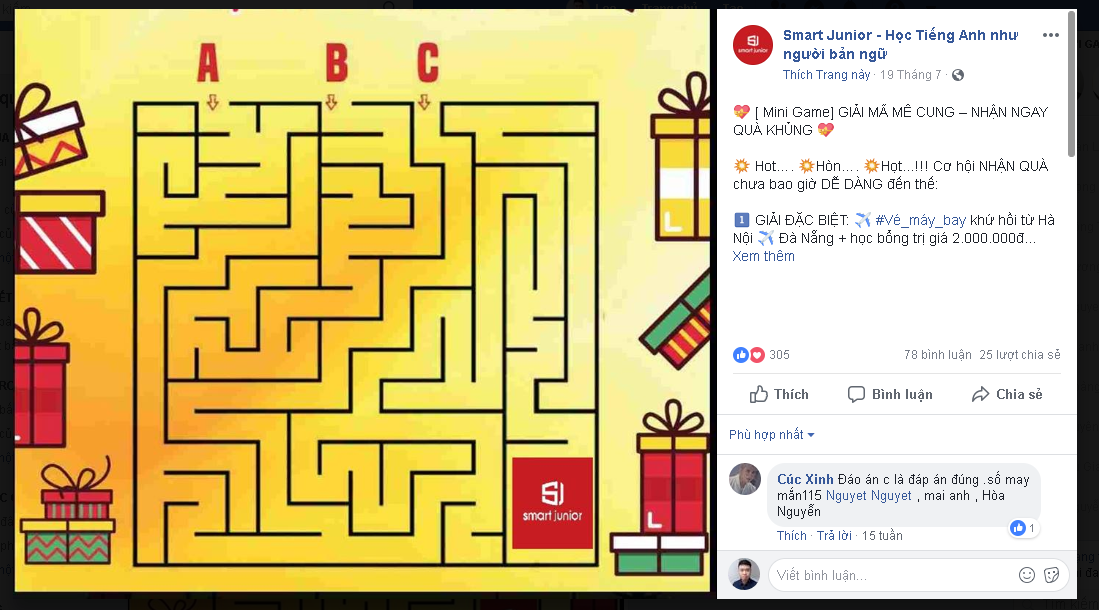 A B C
SJ
smart junior
L
L
Smart Junior - Học Tiếng Anh như
người bản ngữ
Thích Trang này · 19 Tháng 7 ·
💝 [ Mini Game] GIẢI MÃ MÊ CUNG – NHẬN NGAY
QUÀ KHỦNG 💝
💥 Hot.... 💥Hòn.... 💥Họt...!!! Cơ hội NHẬN QUÀ
chưa bao giờ DỄ DÀNG đến thế:
1️⃣ GIẢI ĐẶC BIỆT: ✈️ #Vé_máy_bay khứ hồi từ Hà
Nội ✈️ Đà Nẵng + học bổng trị giá 2.000.000đ...
Xem thêm
305 78 bình luận 25 lượt chia sẻ
Thích Bình luận Chia sẻ
Phù hợp nhất
Cúc Xinh Đáo án c là đáp án đúng .số may
mắn115 Nguyet Nguyet , mai anh , Hòa
Nguyễn
1
Thích · Trả lời · 15 tuần
Viết bình luận...